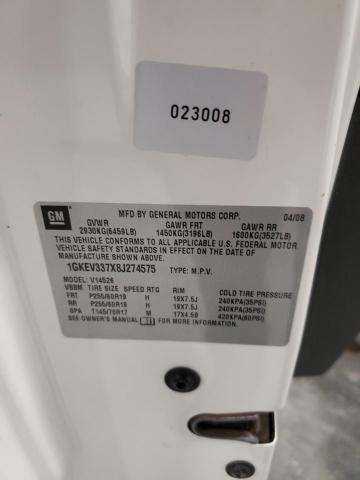 023008
GM
MFD BY GENERAL MOTORS CORP. 04/08
GVWR GAWR FRT GAWR RR
2930KG(6459LB) 1450KG(3196LB) 1600KG(3527LB)
THIS VEHICLE CONFORMS TO ALL APPLICABLE U.S. FEDERAL MOTOR
VEHICLE SAFETY STANDARDS IN EFFECT ON THE DATE OF
MANUFACTURE SHOWN ABOVE.
1GKEV337X8J274575 TYPE: M.P.V.
MODEL: V14526
TIRE SIZE SPEED RTG RIM COLD TIRE PRESSURE
FRT P255/60R19 H 19X7.5J 240KPA(35PSI)
RR P255/60R19 H 19X7.5J 240KPA(35PSI)
SPA T145/70R17 M 17X4.5B 420KPA(60PSI)
SEE OWNER'S MANUAL FOR MORE INFORMATION.